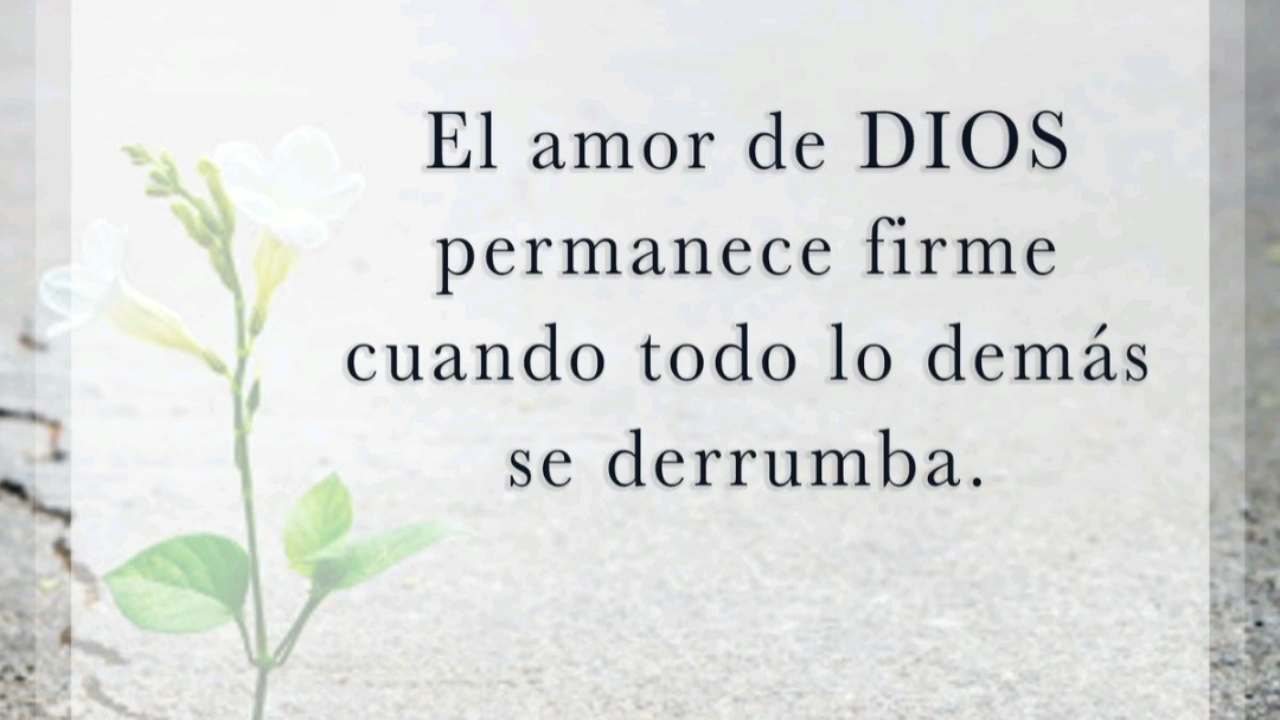 El amor de DIOS
permanece firme
cuando todo lo demás
se derrumba.